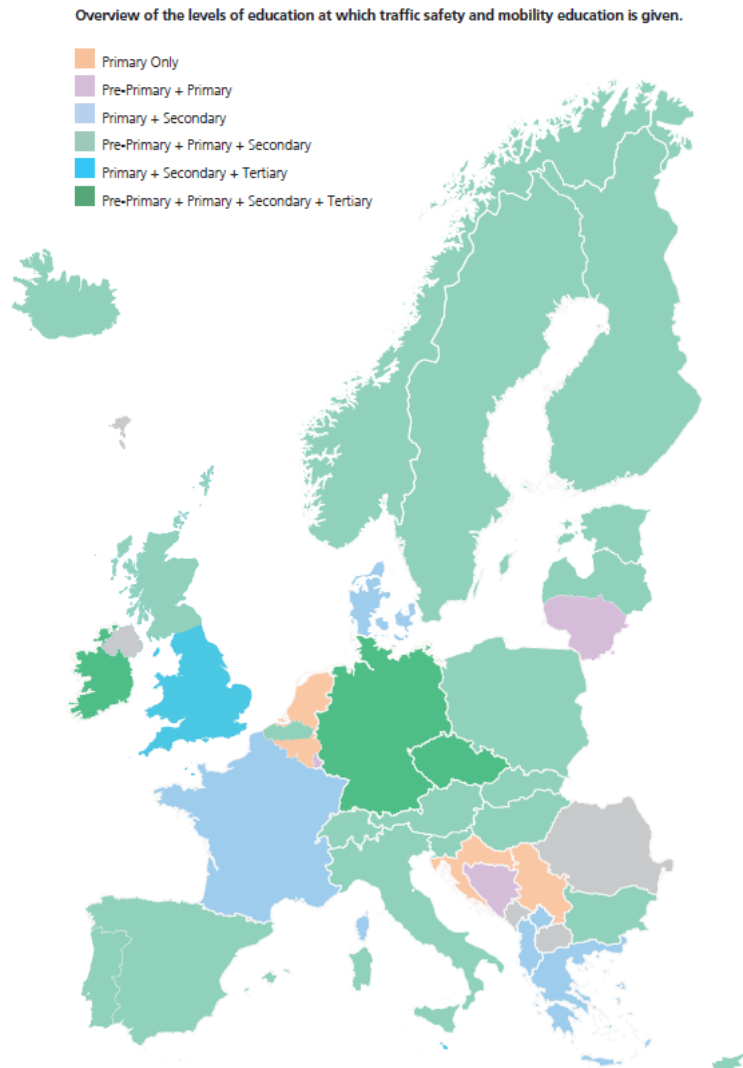 Overview of the levels of education at which traffic safety and mobility education is given.
Primary Only
Pre-Primary + Primary
Primary + Secondary
Pre-Primary + Primary + Secondary
Primary + Secondary + Tertiary
Pre-Primary + Primary + Secondary + Tertiary